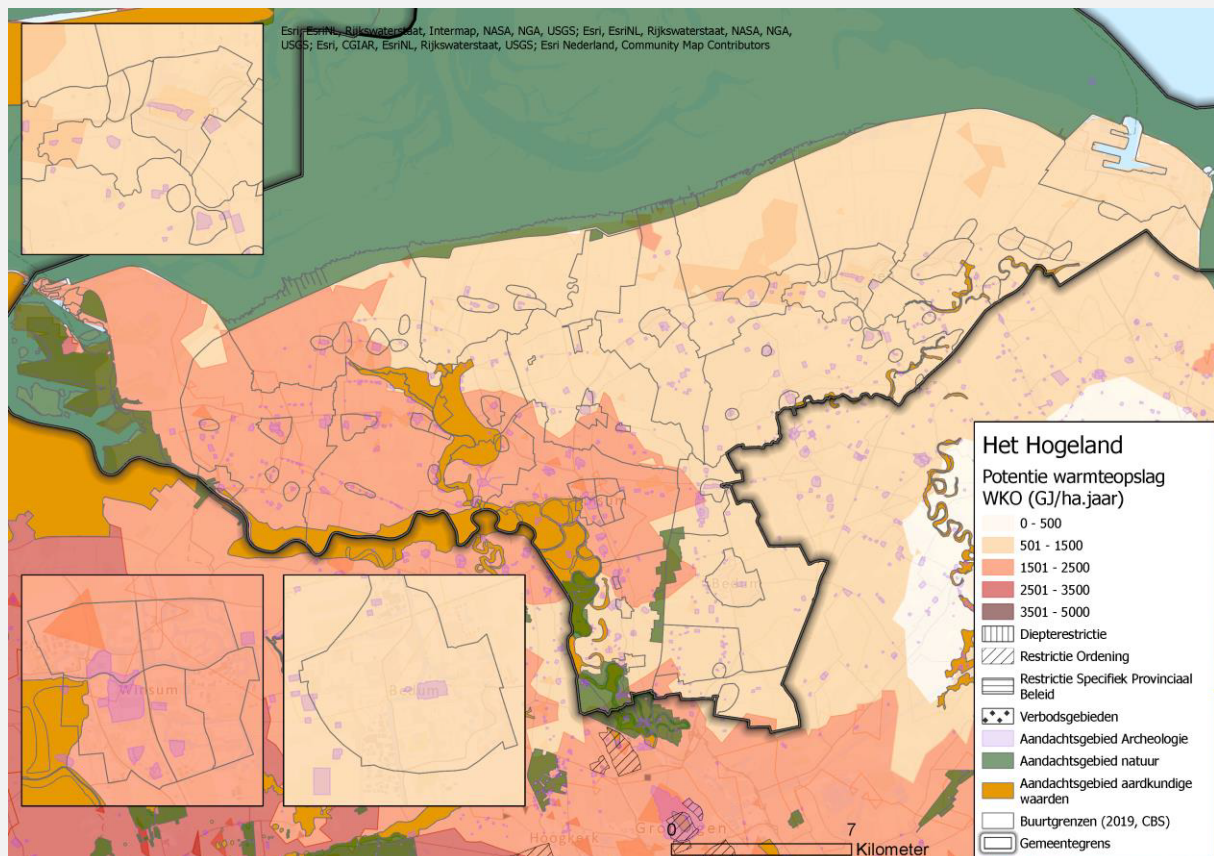 Esri, EsriNL, Rijkswaterstaat, Intermap, NASA, NGA, USGS; Esri, EsriNL, Rijkswaterstaat, NASA, NGA,
USGS; Esri, CGIAR, EsriNL, Rijkswaterstaat, USGS; Esri Nederland, Community Map Contributors
Bedum
Winsum
Bedum
Hoogkerk
Groningen
0 7
Kilometer
Het Hogeland
Potentie warmteopslag
WKO (GJ/ha.jaar)
0 - 500
501 - 1500
1501 - 2500
2501 - 3500
3501 - 5000
Diepterestrictie
Restrictie Ordening
Restrictie Specifiek Provinciaal
Beleid
Verbodsgebieden
Aandachtsgebied Archeologie
Aandachtsgebied natuur
Aandachtsgebied aardkundige
waarden
Buurtgrenzen (2019, CBS)
Gemeentegrens